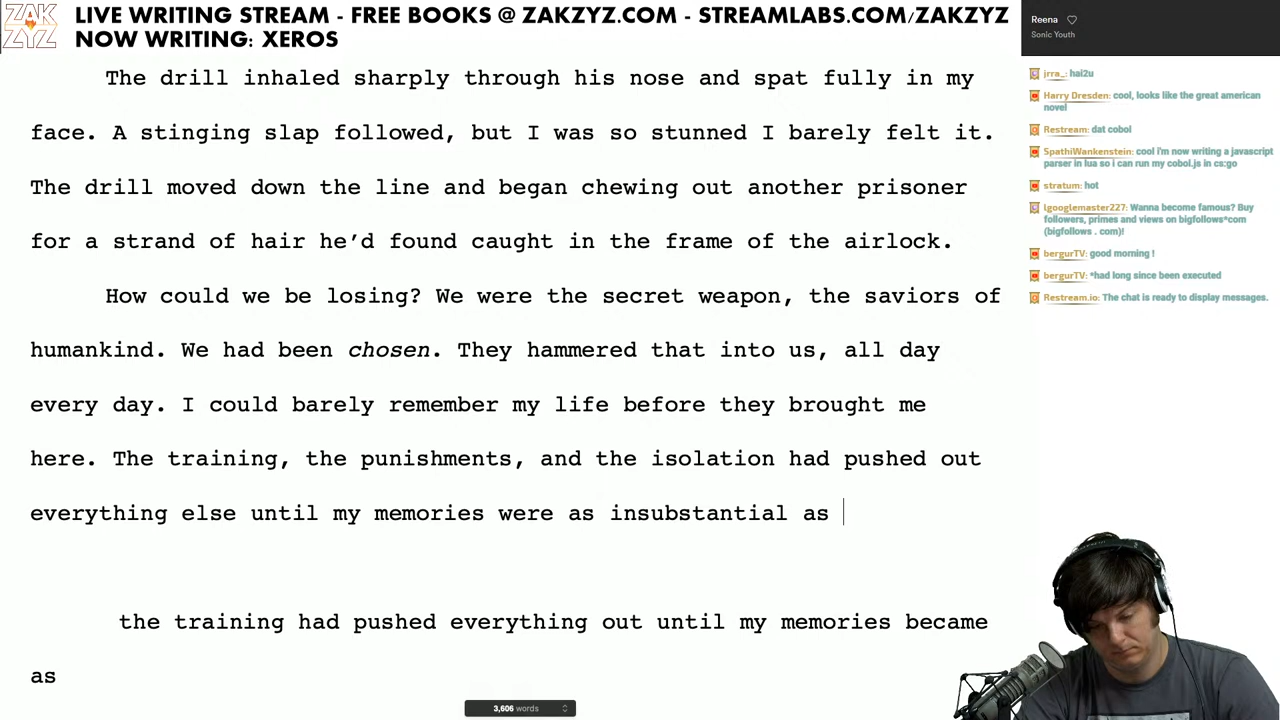 ZAK
ZYZ
LIVE WRITING STREAM - FREE BOOKS @ ZAKZYZ.COM - STREAMLABS.COM/ZAKZYZ
NOW WRITING: XEROS
The drill inhaled sharply through his nose and spat fully in my
face. A stinging slap followed, but I was so stunned I barely felt it.
The drill moved down the line and began chewing out another prisoner
for a strand of hair he’d found caught in the frame of the airlock.
How could we be losing? We were the secret weapon, the saviors of
humankind. We had been chosen. They hammered that into us, all day
every day. I could barely remember my life before they brought me
here. The training, the punishments, and the isolation had pushed out
everything else until my memories were as insubstantial as
the training had pushed everything out until my memories became
as
3,606 words
Reena
Sonic Youth
jrra_: hai2u
Harry Dresden: cool, looks like the great american
novel
Restream: dat cobol
SpathiWankenstein: cool i'm now writing a javascript
parser in lua so i can run my cobol.js in cs:go
stratum: hot
lgooglemaster227: Wanna become famous? Buy
followers, primes and views on bigfollows*com
(bigfollows . com)!
bergurTV: good morning !
bergurTV: *had long since been executed
Restream.io: The chat is ready to display messages.